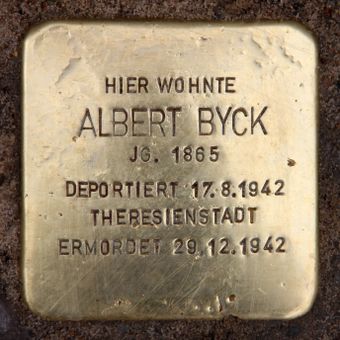 HIER WOHNTE
ALBERT BYCK
JG. 1865
DEPORTIERT 17.8.1942
THERESIENSTADT
ERMORDET 29.12.1942